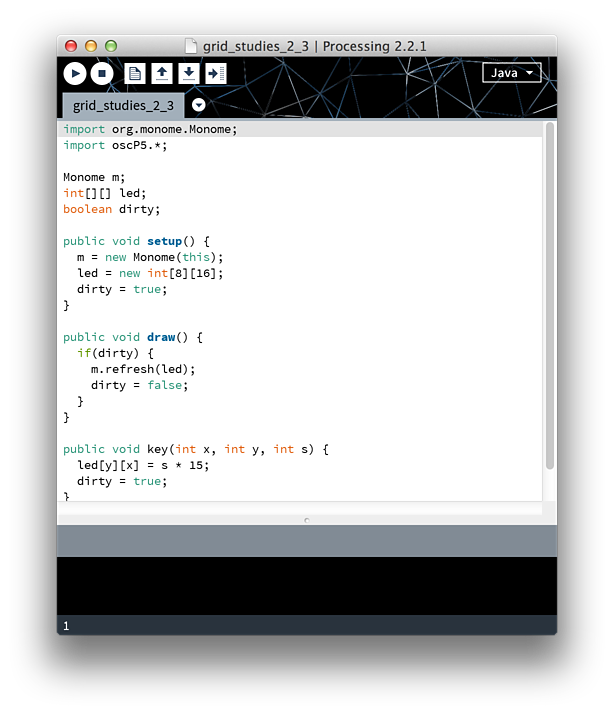 grid_studies_2_3 | Processing 2.2.1
Java
grid_studies_2_3
import org.monome.Monome;
import oscP5.*;
Monome m;
int[][] led;
boolean dirty;
public void setup() {
  m = new Monome(this);
  led = new int[8][16];
  dirty = true;
}
public void draw() {
  if(dirty) {
    m.refresh(led);
    dirty = false;
  }
}
public void key(int x, int y, int s) {
  led[y][x] = s * 15;
  dirty = true;
}
1